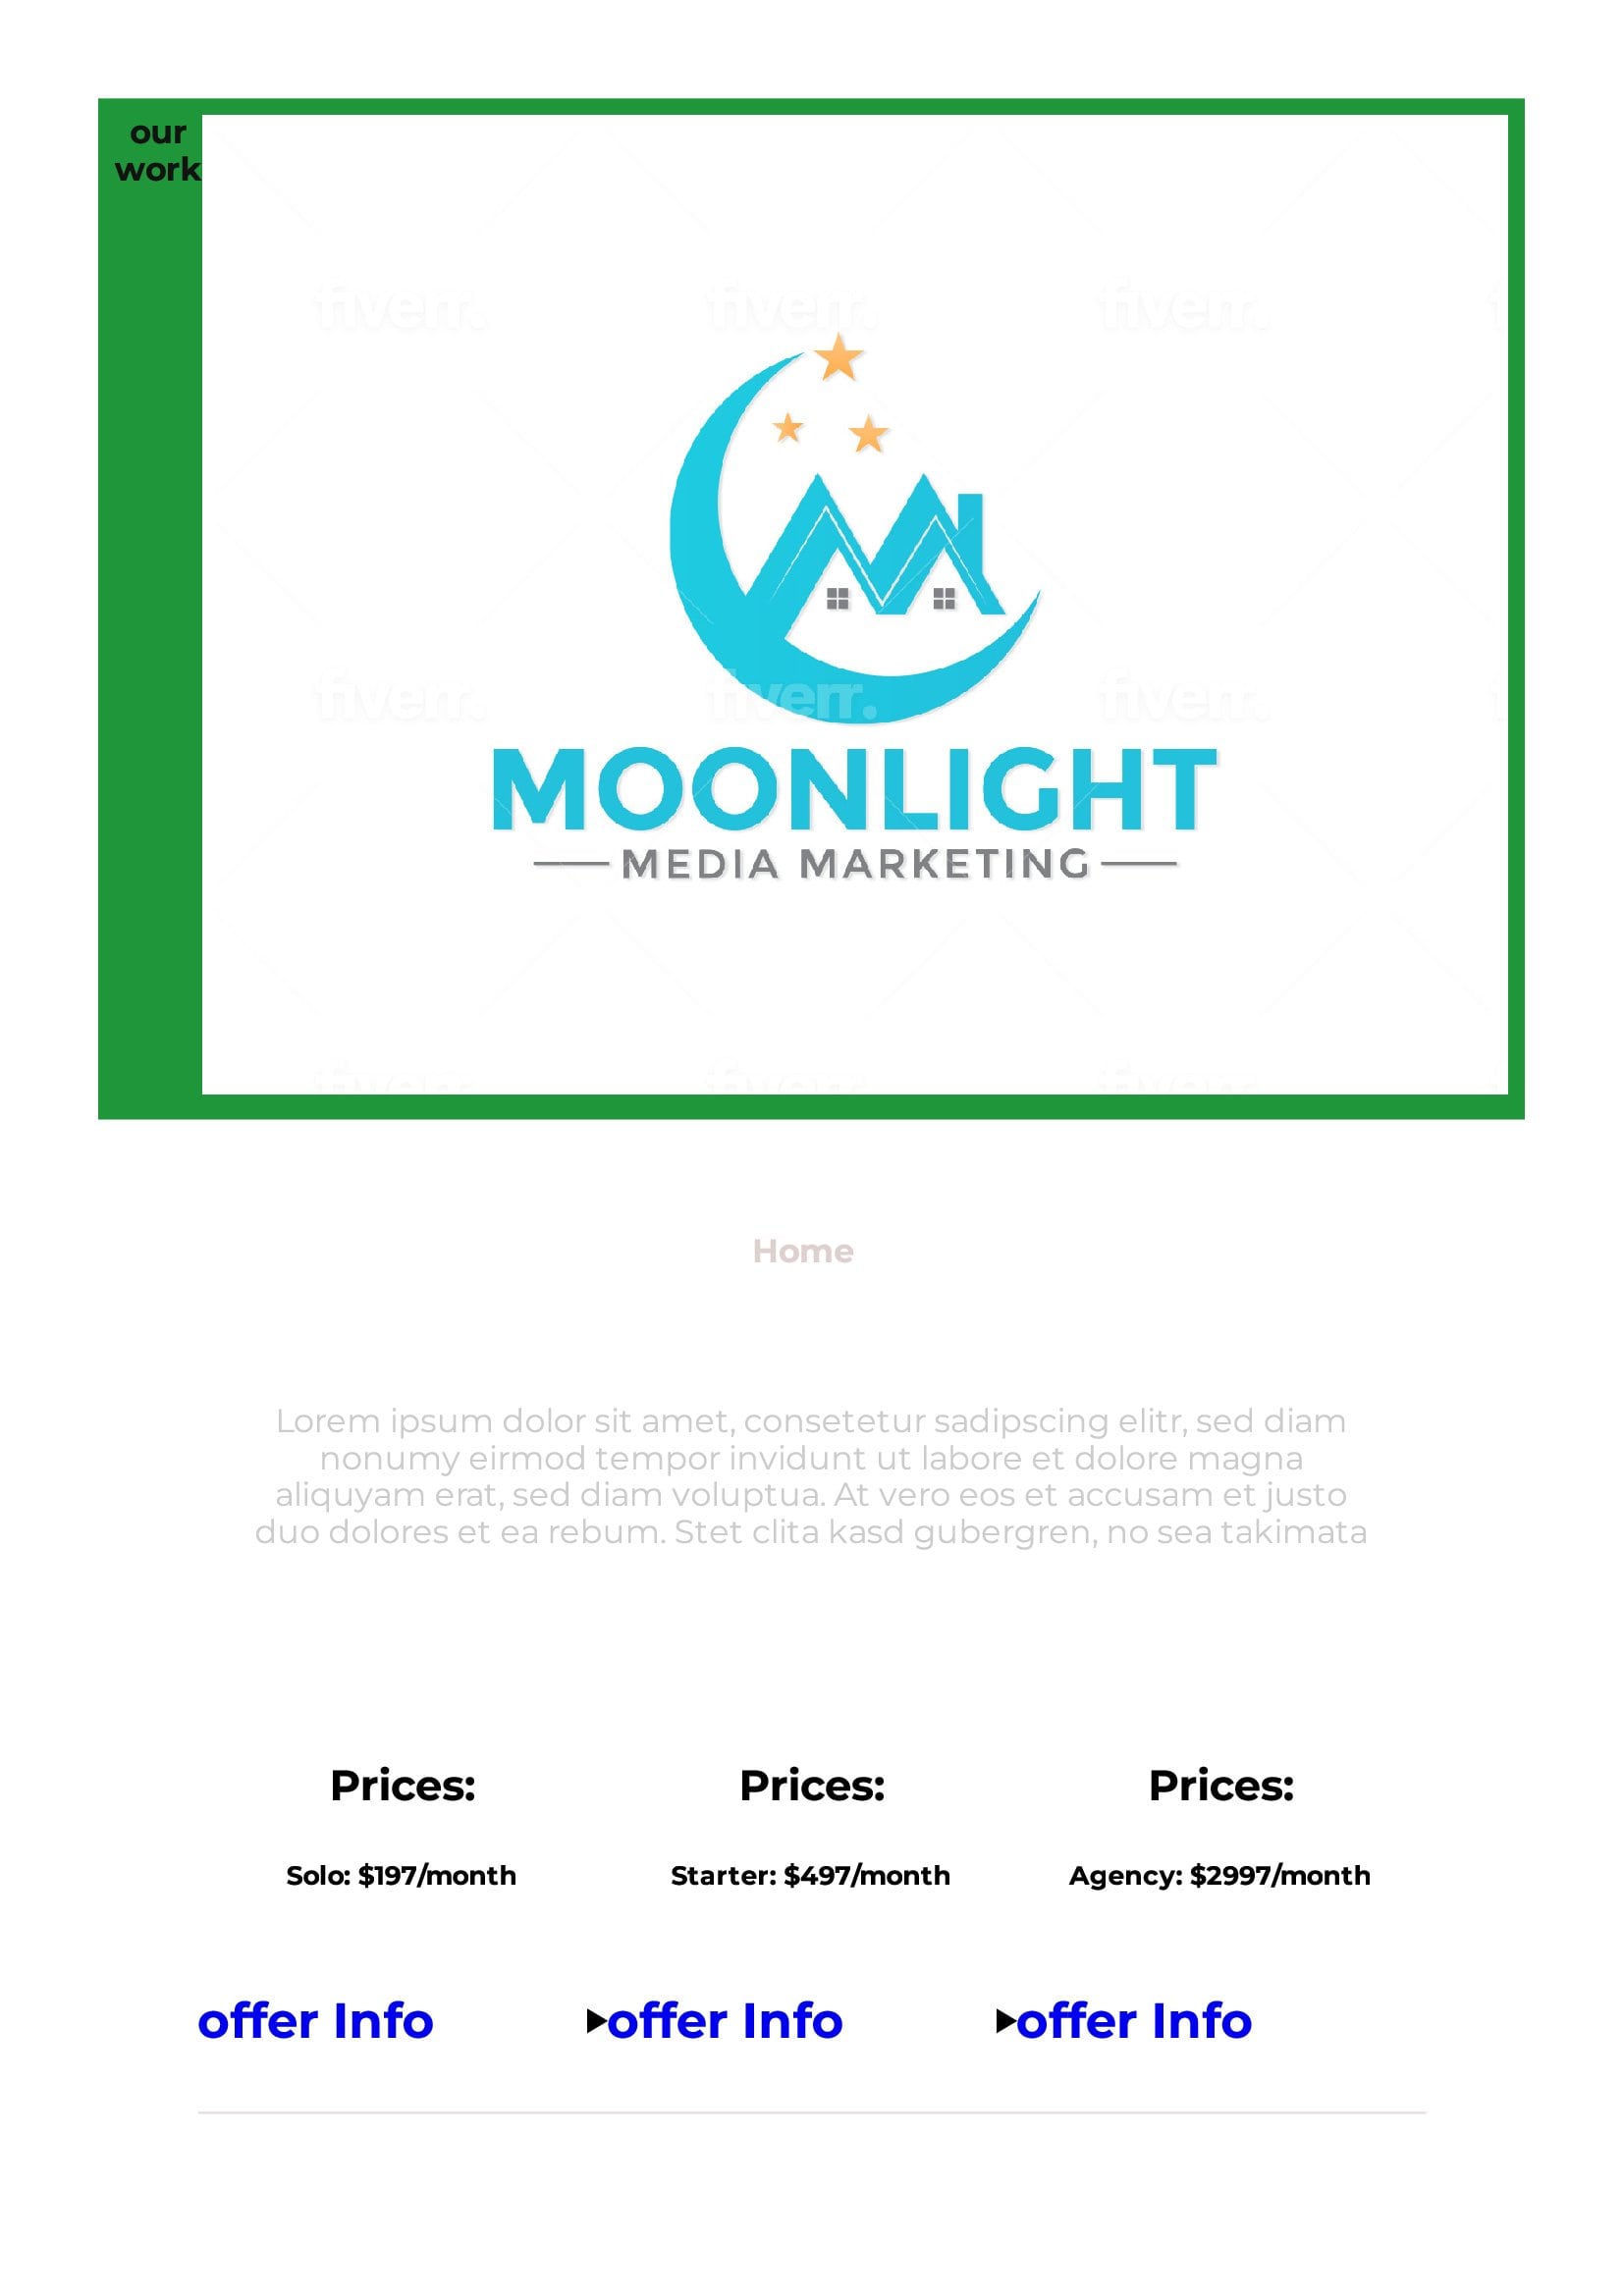 our
work
fiverr. fiverr. fiverr.
fiverr. fiverr. fiverr.
MOONLIGHT
MEDIA MARKETING
fiverr. fiverr. fiverr.
Home
Lorem ipsum dolor sit amet, consetetur sadipscing elitr, sed diam
nonumy eirmod tempor invidunt ut labore et dolore magna
aliquyam erat, sed diam voluptua. At vero eos et accusam et justo
duo dolores et ea rebum. Stet clita kasd gubergren, no sea takimata
Prices: Prices: Prices:
Solo: $197/month Starter: $497/month Agency: $2997/month
offer Info offer Info offer Info